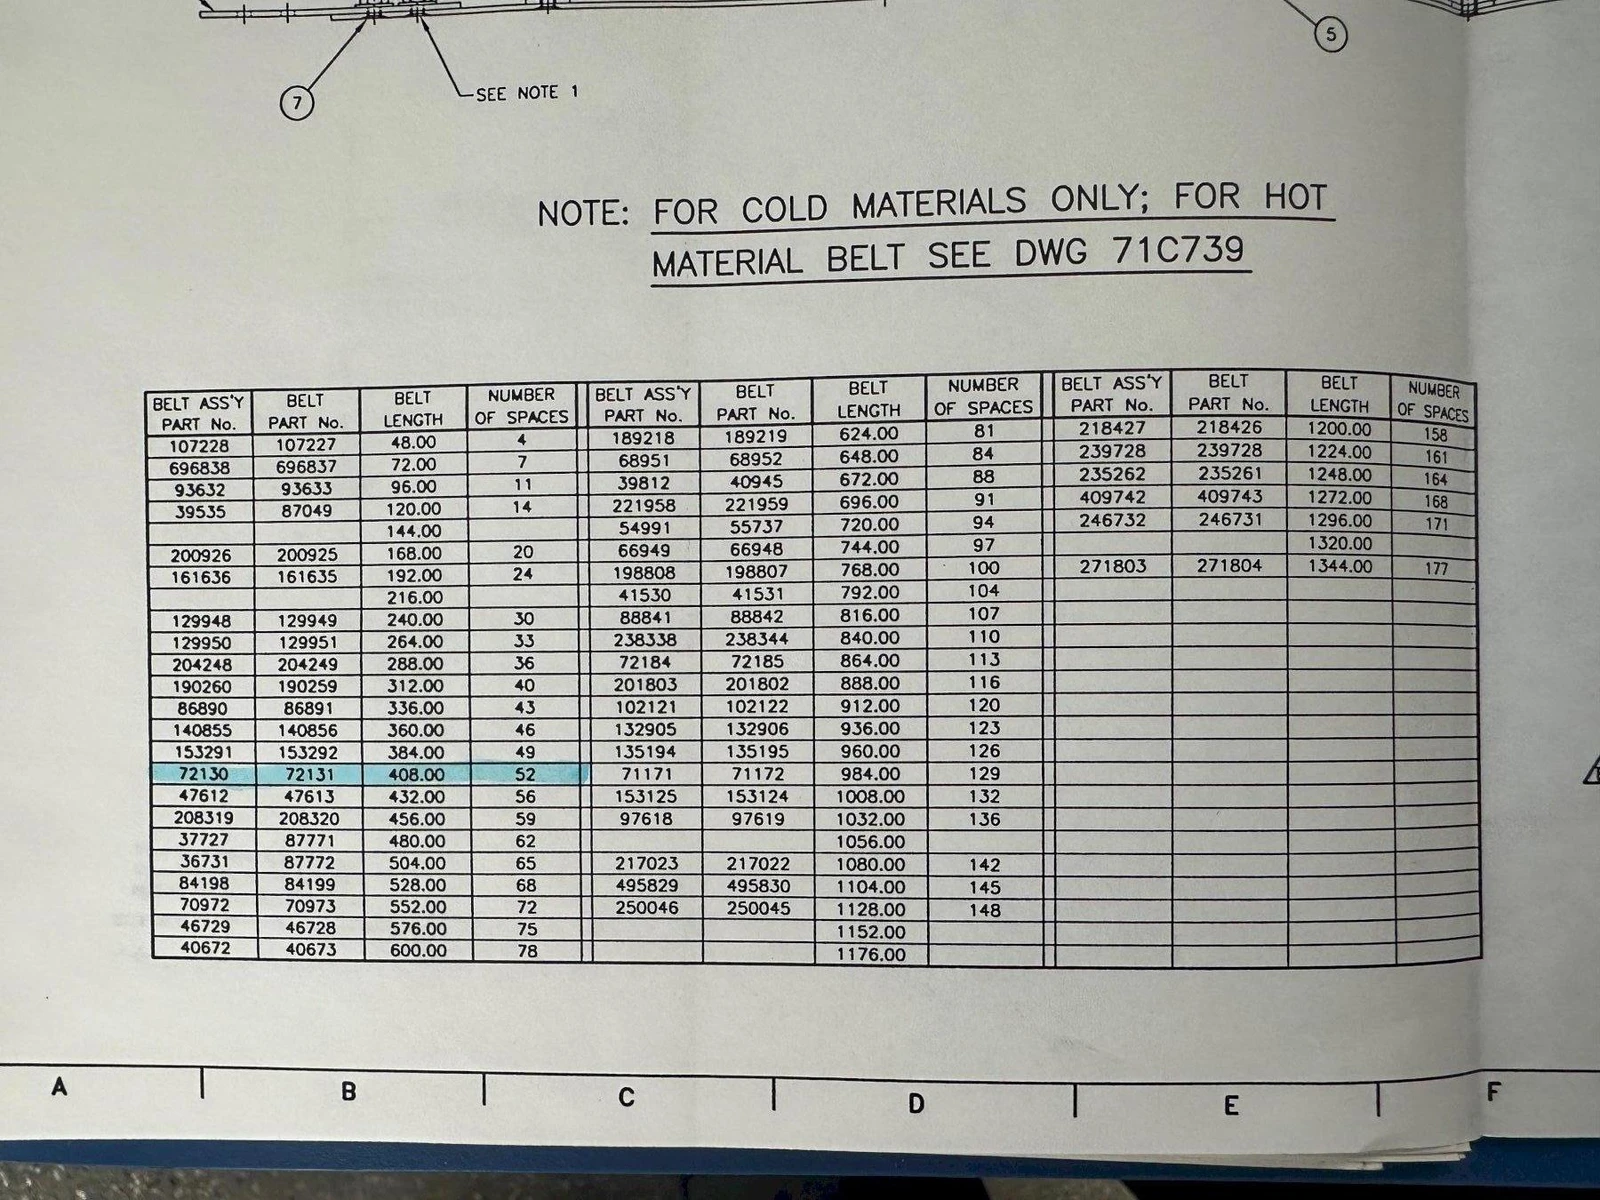 5
7
SEE NOTE 1
NOTE: FOR COLD MATERIALS ONLY; FOR HOT
MATERIAL BELT SEE DWG 71C739
BELT ASS'Y PART No. BELT PART No. BELT LENGTH NUMBER OF SPACES BELT ASS'Y PART No. BELT PART No. BELT LENGTH NUMBER OF SPACES BELT ASS'Y PART No. BELT PART No. BELT LENGTH NUMBER OF SPACES
107228 107227 48.00 4 189218 189219 624.00 81 218427 218426 1200.00 158
696838 696837 72.00 7 68951 68952 648.00 84 239728 239728 1224.00 161
93632 93633 96.00 11 39812 40945 672.00 88 235262 235261 1248.00 164
39535 87049 120.00 14 221958 221959 696.00 91 409742 409743 1272.00 168
144.00 54991 55737 720.00 94 246732 246731 1296.00 171
200926 200925 168.00 20 66949 66948 744.00 97 1320.00
161636 161635 192.00 24 198808 198807 768.00 100 271803 271804 1344.00 177
216.00 41530 41531 792.00 104
129948 129949 240.00 30 88841 88842 816.00 107
129950 129951 264.00 33 238338 238344 840.00 110
204248 204249 288.00 36 72184 72185 864.00 113
190260 190259 312.00 40 201803 201802 888.00 116
86890 86891 336.00 43 102121 102122 912.00 120
140855 140856 360.00 46 132905 132906 936.00 123
153291 153292 384.00 49 135194 135195 960.00 126
72130 72131 408.00 52 71171 71172 984.00 129
47612 47613 432.00 56 153125 153124 1008.00 132
208319 208320 456.00 59 97618 97619 1032.00 136
37727 87771 480.00 62 1056.00
36731 87772 504.00 65 217023 217022 1080.00 142
84198 84199 528.00 68 495829 495830 1104.00 145
70972 70973 552.00 72 250046 250045 1128.00 148
46729 46728 576.00 75 1152.00
40672 40673 600.00 78 1176.00
A B C D E F